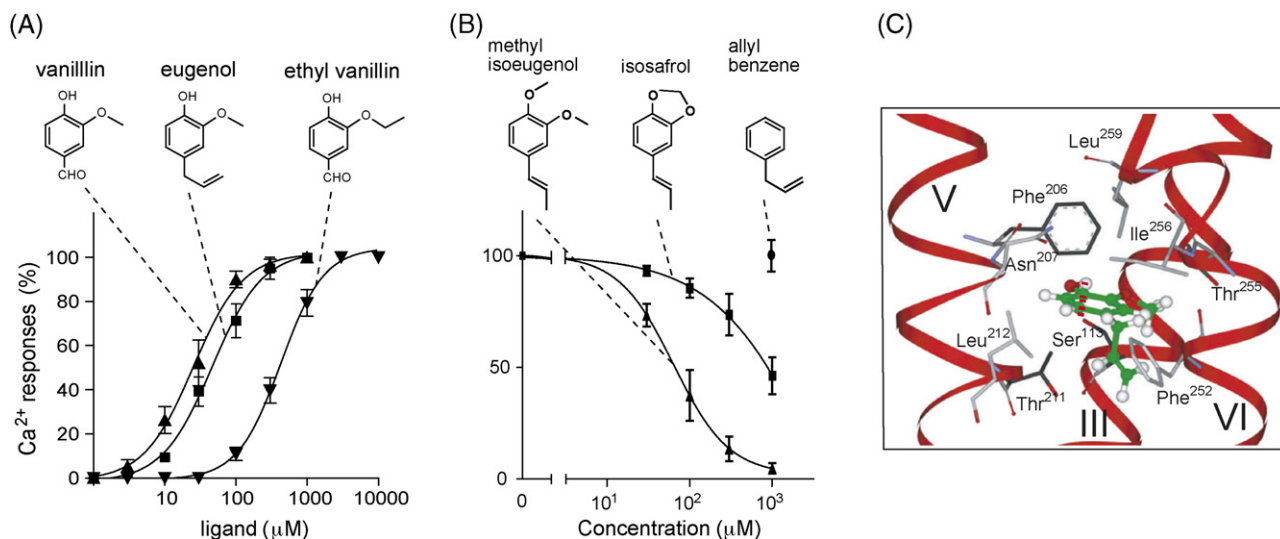 (A)
vanilllin
eugenol
ethyl vanillin
OH
O
CHO
OH
O
OH
O
CHO
Ca²⁺ responses (%)
100
80
60
40
20
0
10
100
1000
10000
ligand (μM)
(B)
methyl
isoeugenol
isosafrol
allyl
benzene
O
O
O
O
100
50
0
0
10¹
10²
10³
Concentration (μM)
(C)
Leu²⁵⁹
V
Phe²⁰⁶
Ile²⁵⁶
Asn²⁰⁷
Thr²⁵⁵
Leu²¹²
Ser¹¹³
Thr²¹¹
III
Phe²⁵²
VI